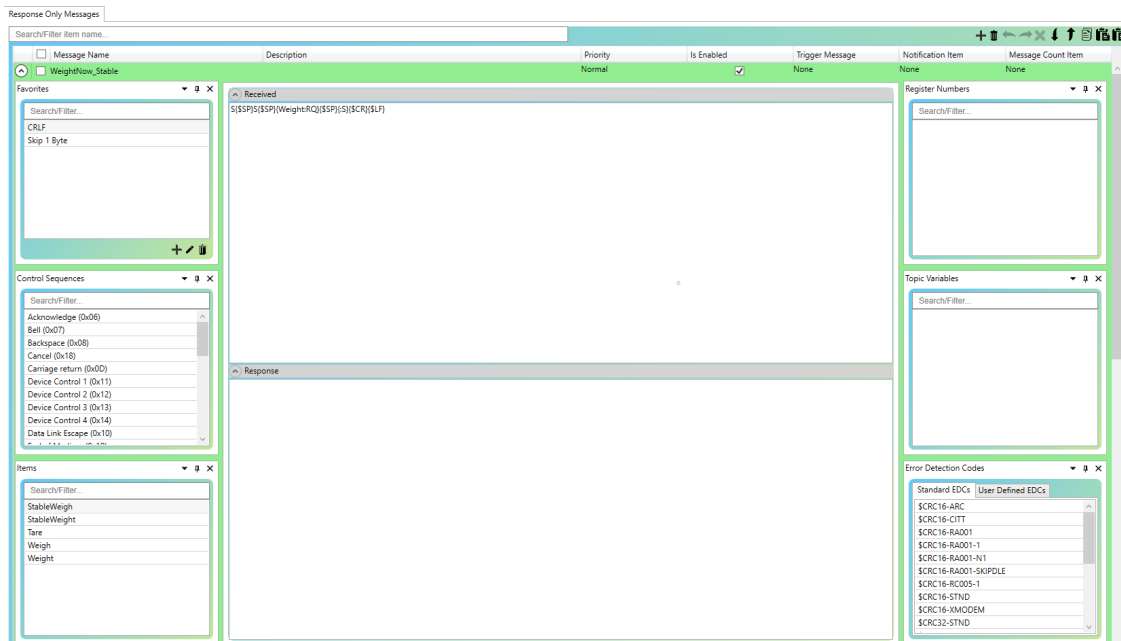 Response Only Messages
Search/Filter item name...
Message Name Description Priority Is Enabled Trigger Message Notification Item Message Count Item
WeightNow_Stable Normal None None None
Favorites
Search/Filter...
CRLF
Skip 1 Byte
Control Sequences
Search/Filter...
Acknowledge (0x06)
Bell (0x07)
Backspace (0x08)
Cancel (0x18)
Carriage return (0x0D)
Device Control 1 (0x11)
Device Control 2 (0x12)
Device Control 3 (0x13)
Device Control 4 (0x14)
Data Link Escape (0x10)
Items
Search/Filter...
StableWeigh
StableWeight
Tare
Weigh
Weight
Received
S{$SP}S{$SP}{Weight:RQ}{$SP}{:S}{$CR}{$LF}
Response
Register Numbers
Search/Filter...
Topic Variables
Search/Filter...
Error Detection Codes
Standard EDCs User Defined EDCs
$CRC16-ARC
$CRC16-CITT
$CRC16-RA001
$CRC16-RA001-1
$CRC16-RA001-N1
$CRC16-RA001-SKIPDLE
$CRC16-RC005-1
$CRC16-STND
$CRC16-XMODEM
$CRC32-STND